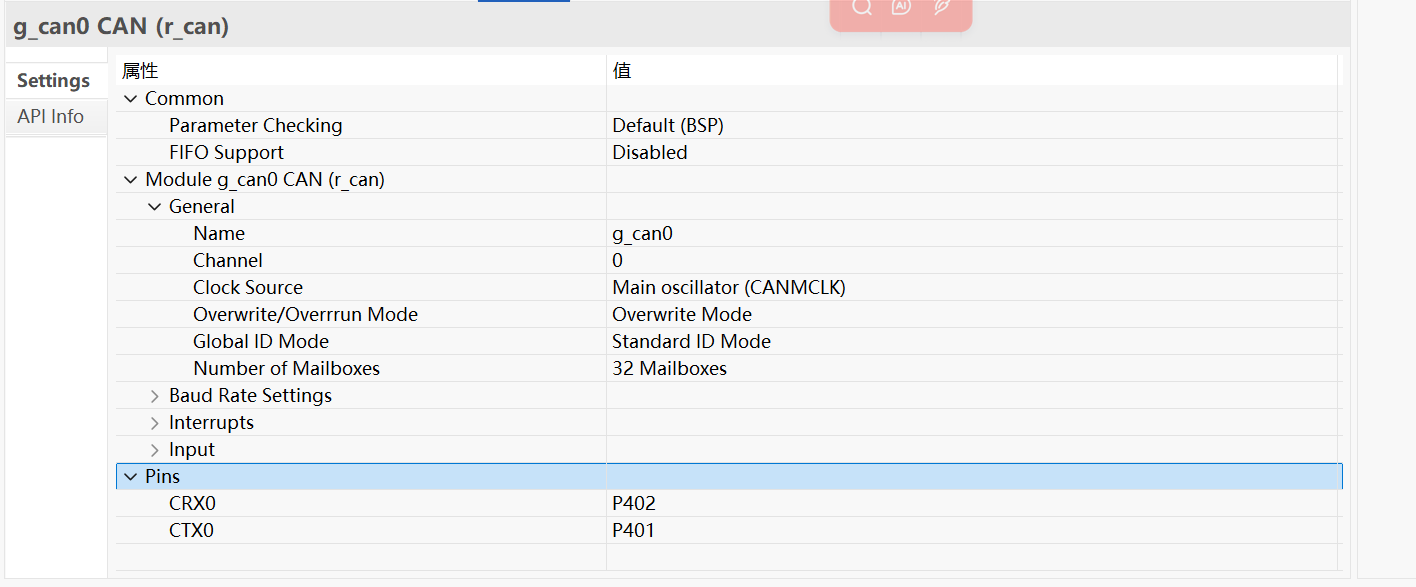 g_can0 CAN (r_can)
AI
Settings
API Info
属性 值
Common
Parameter Checking Default (BSP)
FIFO Support Disabled
Module g_can0 CAN (r_can)
General
Name g_can0
Channel 0
Clock Source Main oscillator (CANMCLK)
Overwrite/Overrrun Mode Overwrite Mode
Global ID Mode Standard ID Mode
Number of Mailboxes 32 Mailboxes
Baud Rate Settings
Interrupts
Input
Pins
CRX0 P402
CTX0 P401